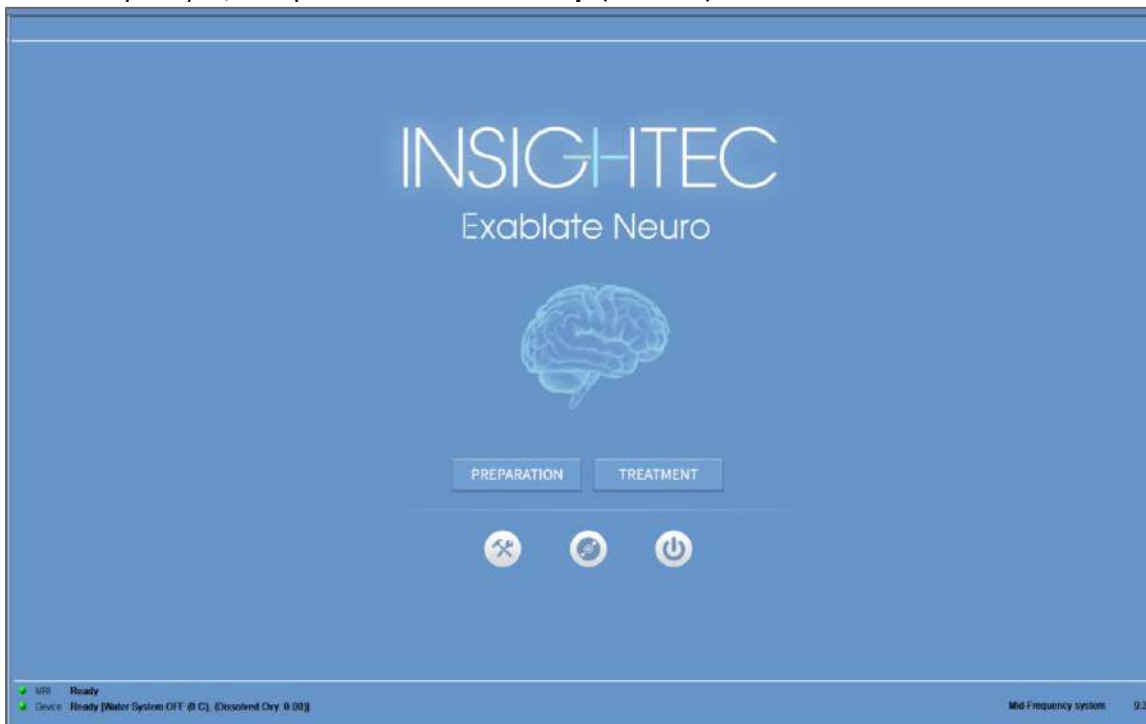 INSIGHTEC
Exablate Neuro
PREPARATION TREATMENT
MRI Ready
Device Ready [Water System OFF (0 C), (Dissolved Oxy: 0.00)]
Mid-Frequency system